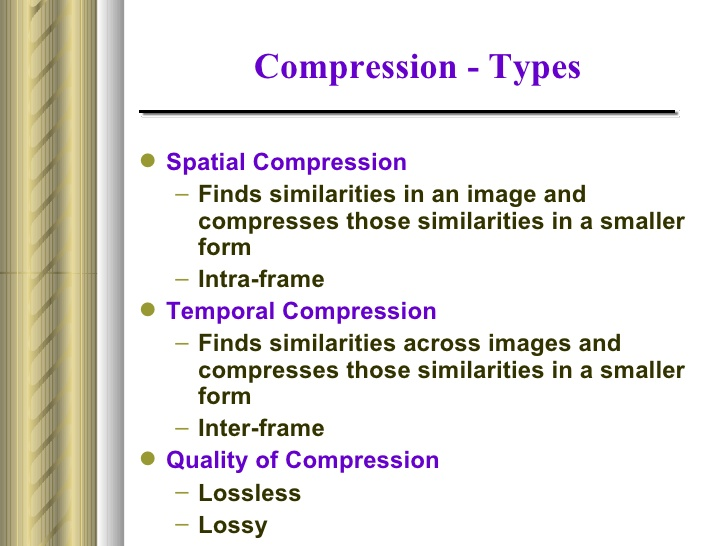 Compression - Types
Spatial Compression
– Finds similarities in an image and
compresses those similarities in a smaller
form
– Intra-frame
Temporal Compression
– Finds similarities across images and
compresses those similarities in a smaller
form
– Inter-frame
Quality of Compression
– Lossless
– Lossy